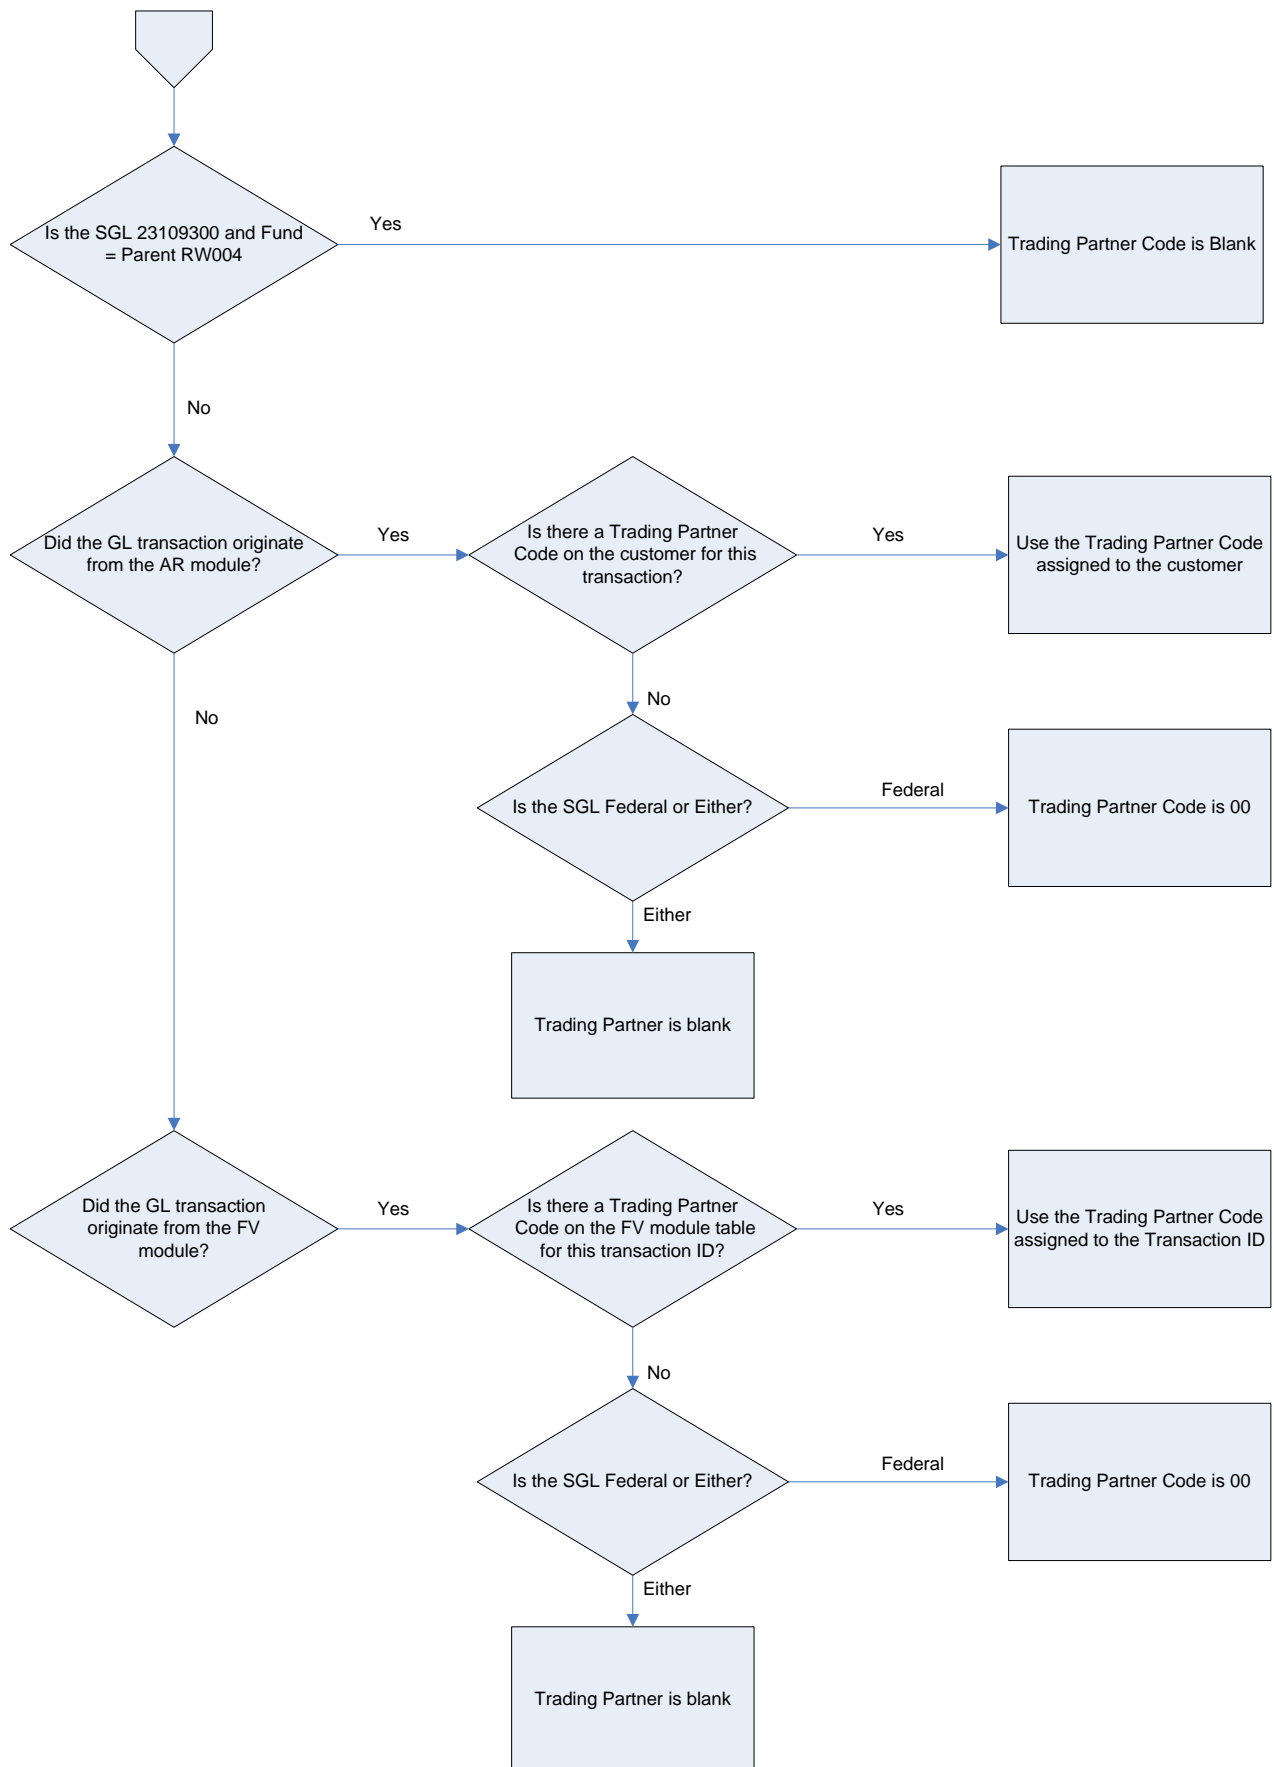 Is the SGL 23109300 and Fund
= Parent RW004
Yes
Trading Partner Code is Blank
No
Did the GL transaction originate
from the AR module?
Yes
Is there a Trading Partner
Code on the customer for this
transaction?
Yes
Use the Trading Partner Code
assigned to the customer
No
No
Is the SGL Federal or Either?
Federal
Trading Partner Code is 00
Either
Trading Partner is blank
Did the GL transaction
originate from the FV
module?
Yes
Is there a Trading Partner
Code on the FV module table
for this transaction ID?
Yes
Use the Trading Partner Code
assigned to the Transaction ID
No
Is the SGL Federal or Either?
Federal
Trading Partner Code is 00
Either
Trading Partner is blank